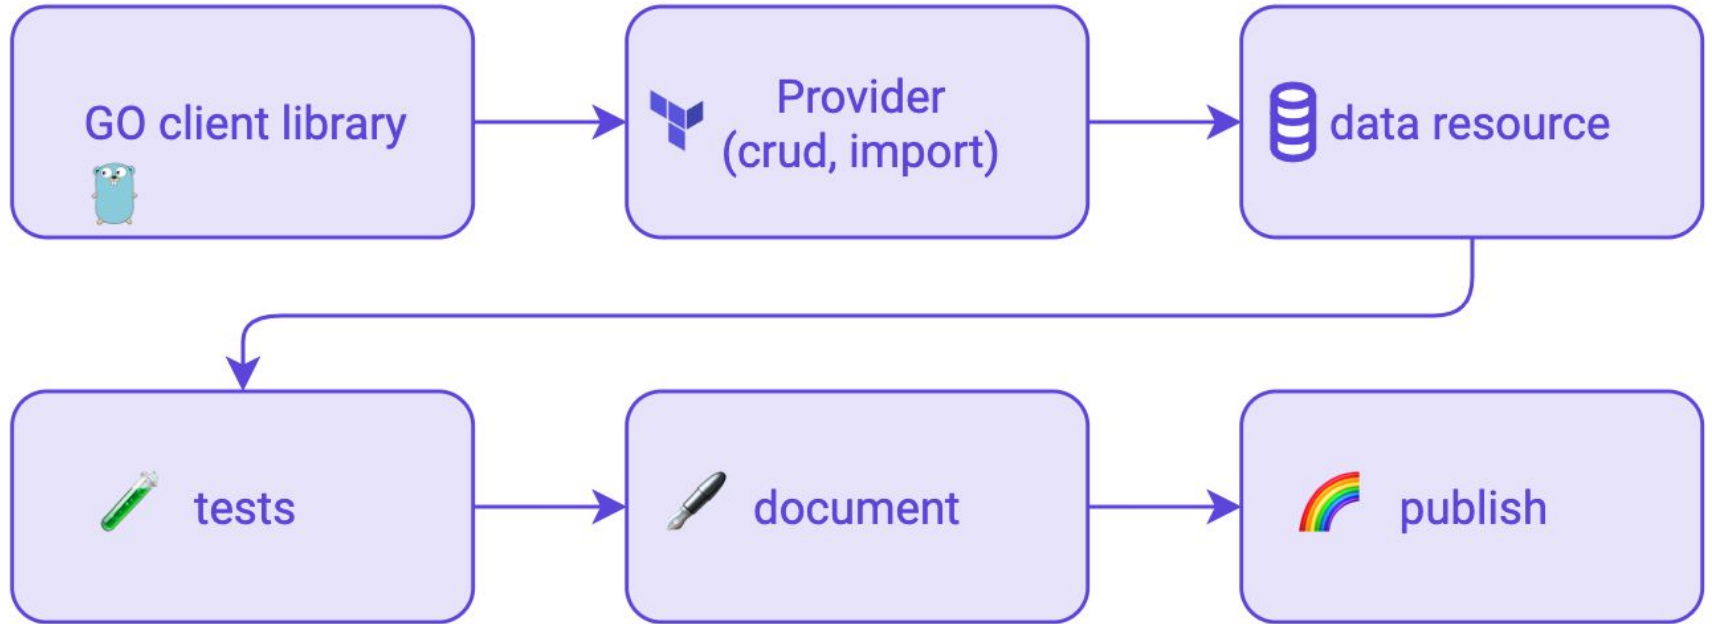 GO client library
Provider
(crud, import)
data resource
tests
document
publish